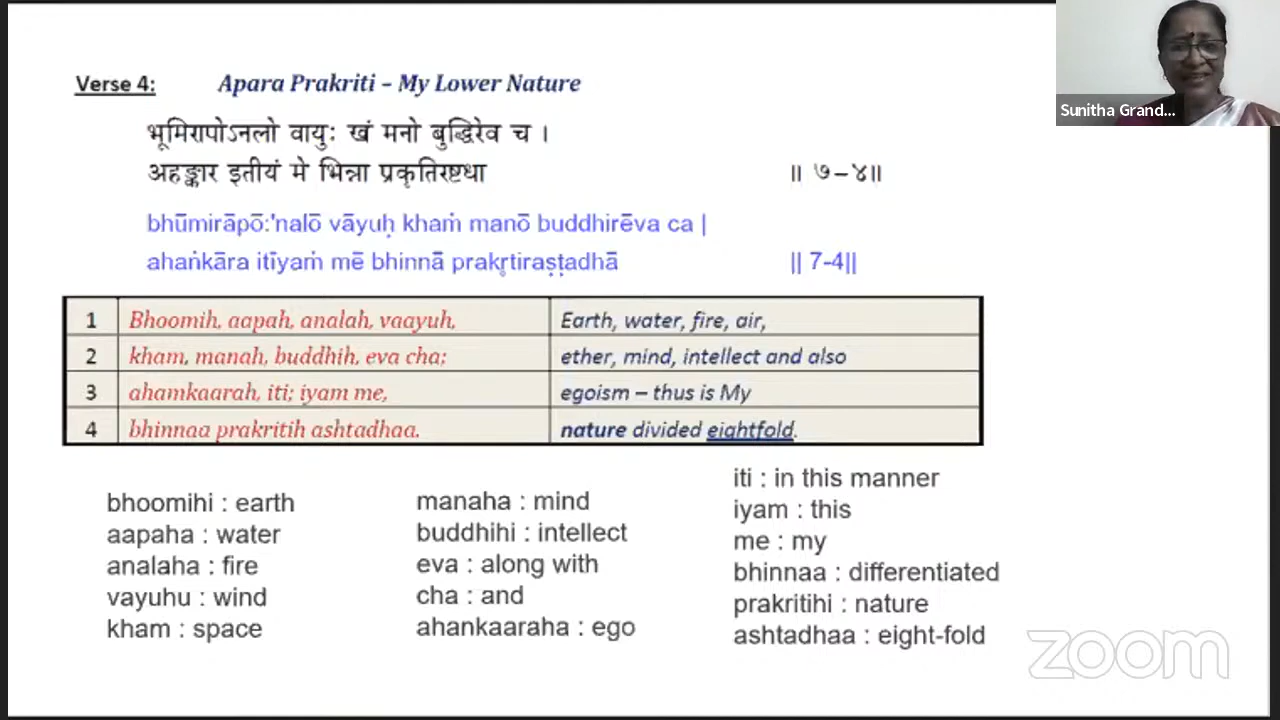 Verse 4: Apara Prakriti – My Lower Nature
भूमिरापोऽनलो वायुः खं मनो बुद्धिरेव च ।
अहङ्कार इतीयं मे भिन्ना प्रकृतिरष्टधा ॥ ७-४॥
bhūmirāpō:'nalō vāyuḥ khaṁ manō buddhirēva ca |
ahaṅkāra itīyaṁ mē bhinnā prakr̥tiraṣṭadhā || 7-4||
1 Bhoomih, aapah, analah, vaayuh, Earth, water, fire, air,
2 kham, manah, buddhih, eva cha; ether, mind, intellect and also
3 ahamkaarah, iti; iyam me, egoism – thus is My
4 bhinnaa prakritih ashtadhaa. nature divided eightfold.
bhoomihi : earth
aapaha : water
analaha : fire
vayuhu : wind
kham : space
manaha : mind
buddhihi : intellect
eva : along with
cha : and
ahankaaraha : ego
iti : in this manner
iyam : this
me : my
bhinnaa : differentiated
prakritihi : nature
ashtadhaa : eight-fold
Sunitha Grand...
zoom